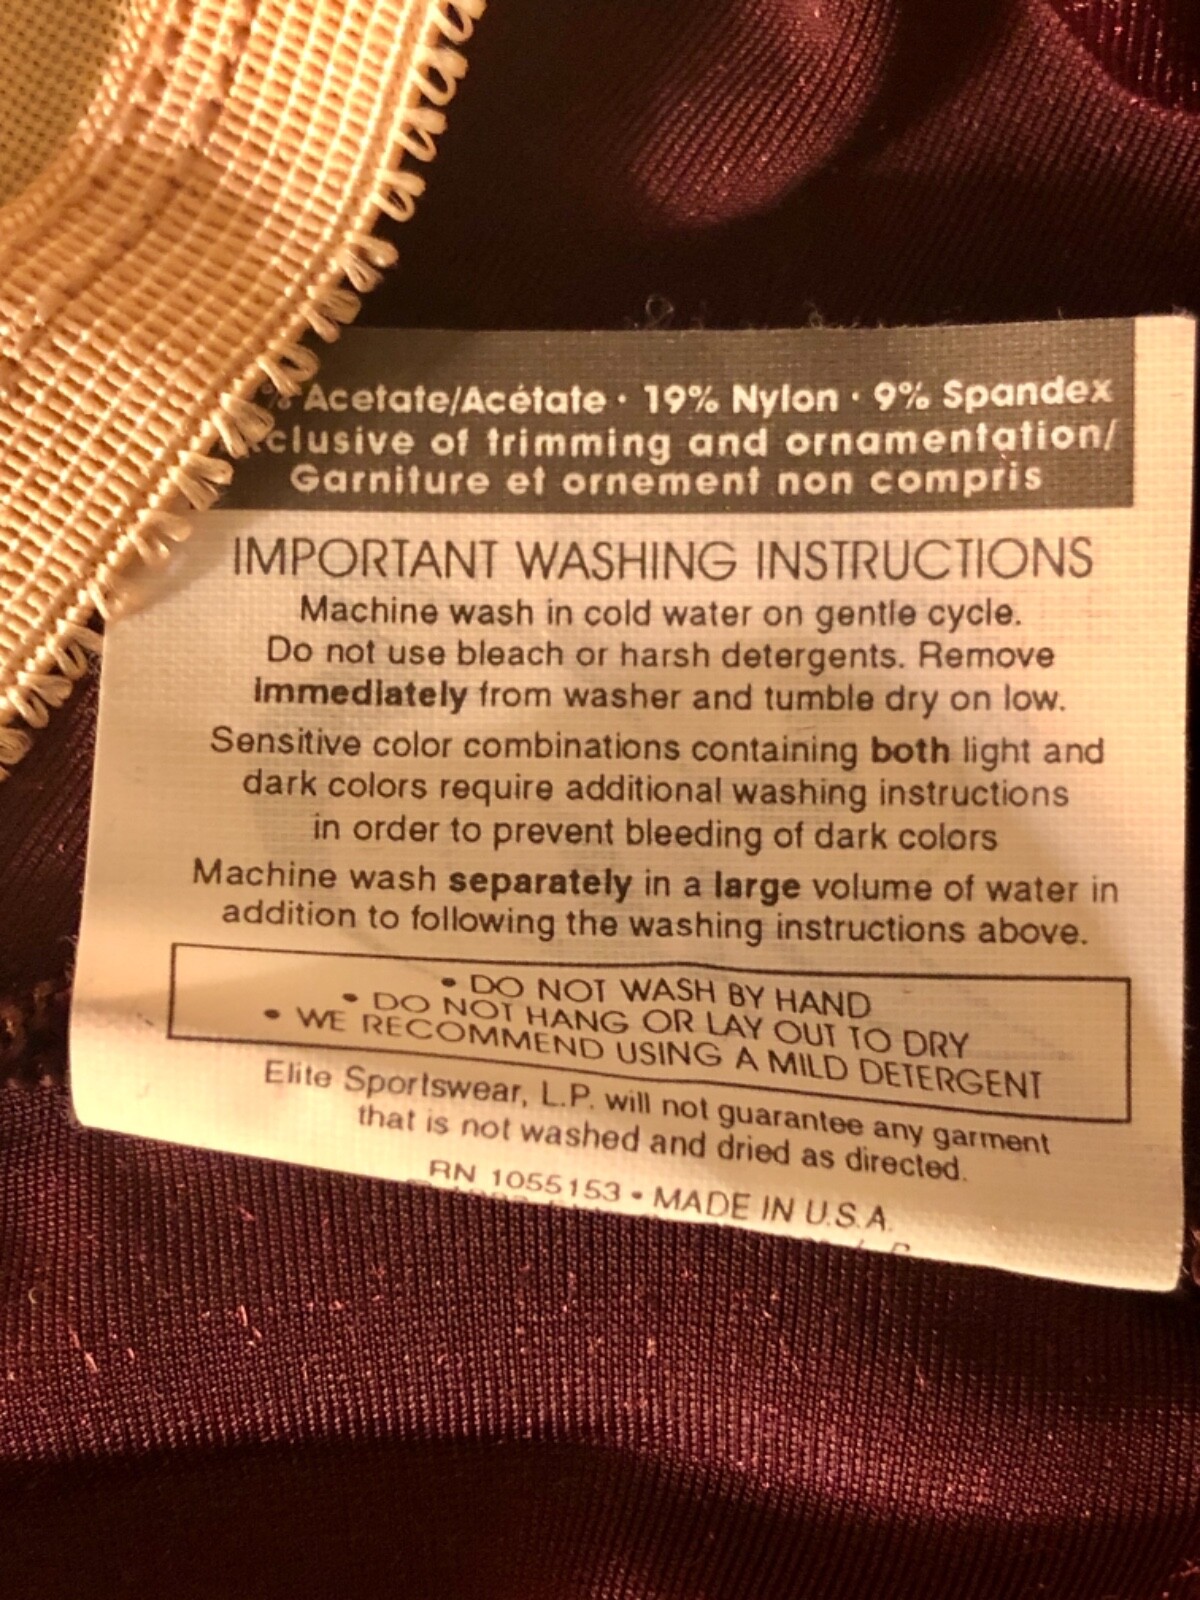 % Acetate/Acétate · 19% Nylon · 9% Spandex
clusive of trimming and ornamentation/
Garniture et ornement non compris
IMPORTANT WASHING INSTRUCTIONS
Machine wash in cold water on gentle cycle.
Do not use bleach or harsh detergents. Remove
immediately from washer and tumble dry on low.
Sensitive color combinations containing both light and
dark colors require additional washing instructions
in order to prevent bleeding of dark colors
Machine wash separately in a large volume of water in
addition to following the washing instructions above.
• DO NOT WASH BY HAND
• DO NOT HANG OR LAY OUT TO DRY
• WE RECOMMEND USING A MILD DETERGENT
Elite Sportswear, L.P. will not guarantee any garment
that is not washed and dried as directed.
RN 1055153 • MADE IN U.S.A.